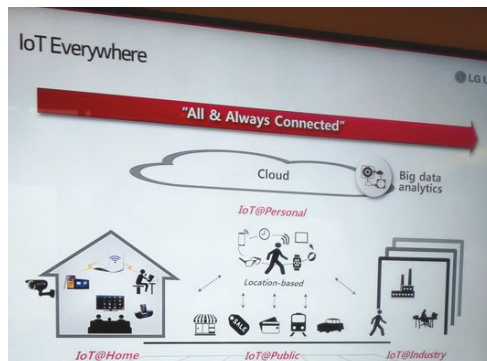 IoT Everywhere
LG U
"All & Always Connected"
Cloud
Big data
analytics
IoT@Personal
Location-based
SALE
IoT@Home
IoT@Public
IoT@Industry